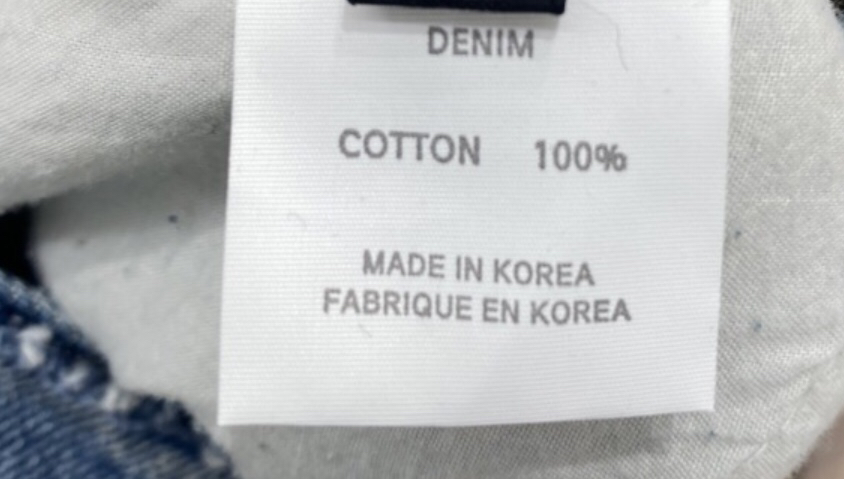 DENIM
COTTON 100%
MADE IN KOREA
FABRIQUE EN KOREA